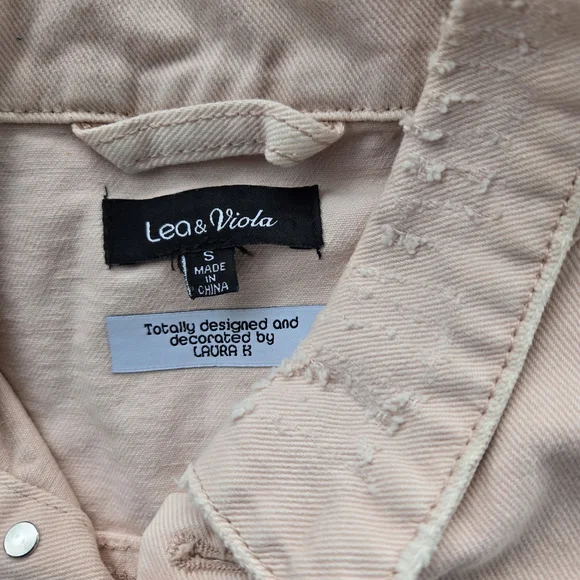 Lea & Viola
S
MADE
IN
CHINA
Totally designed and
decorated by
LAURA K